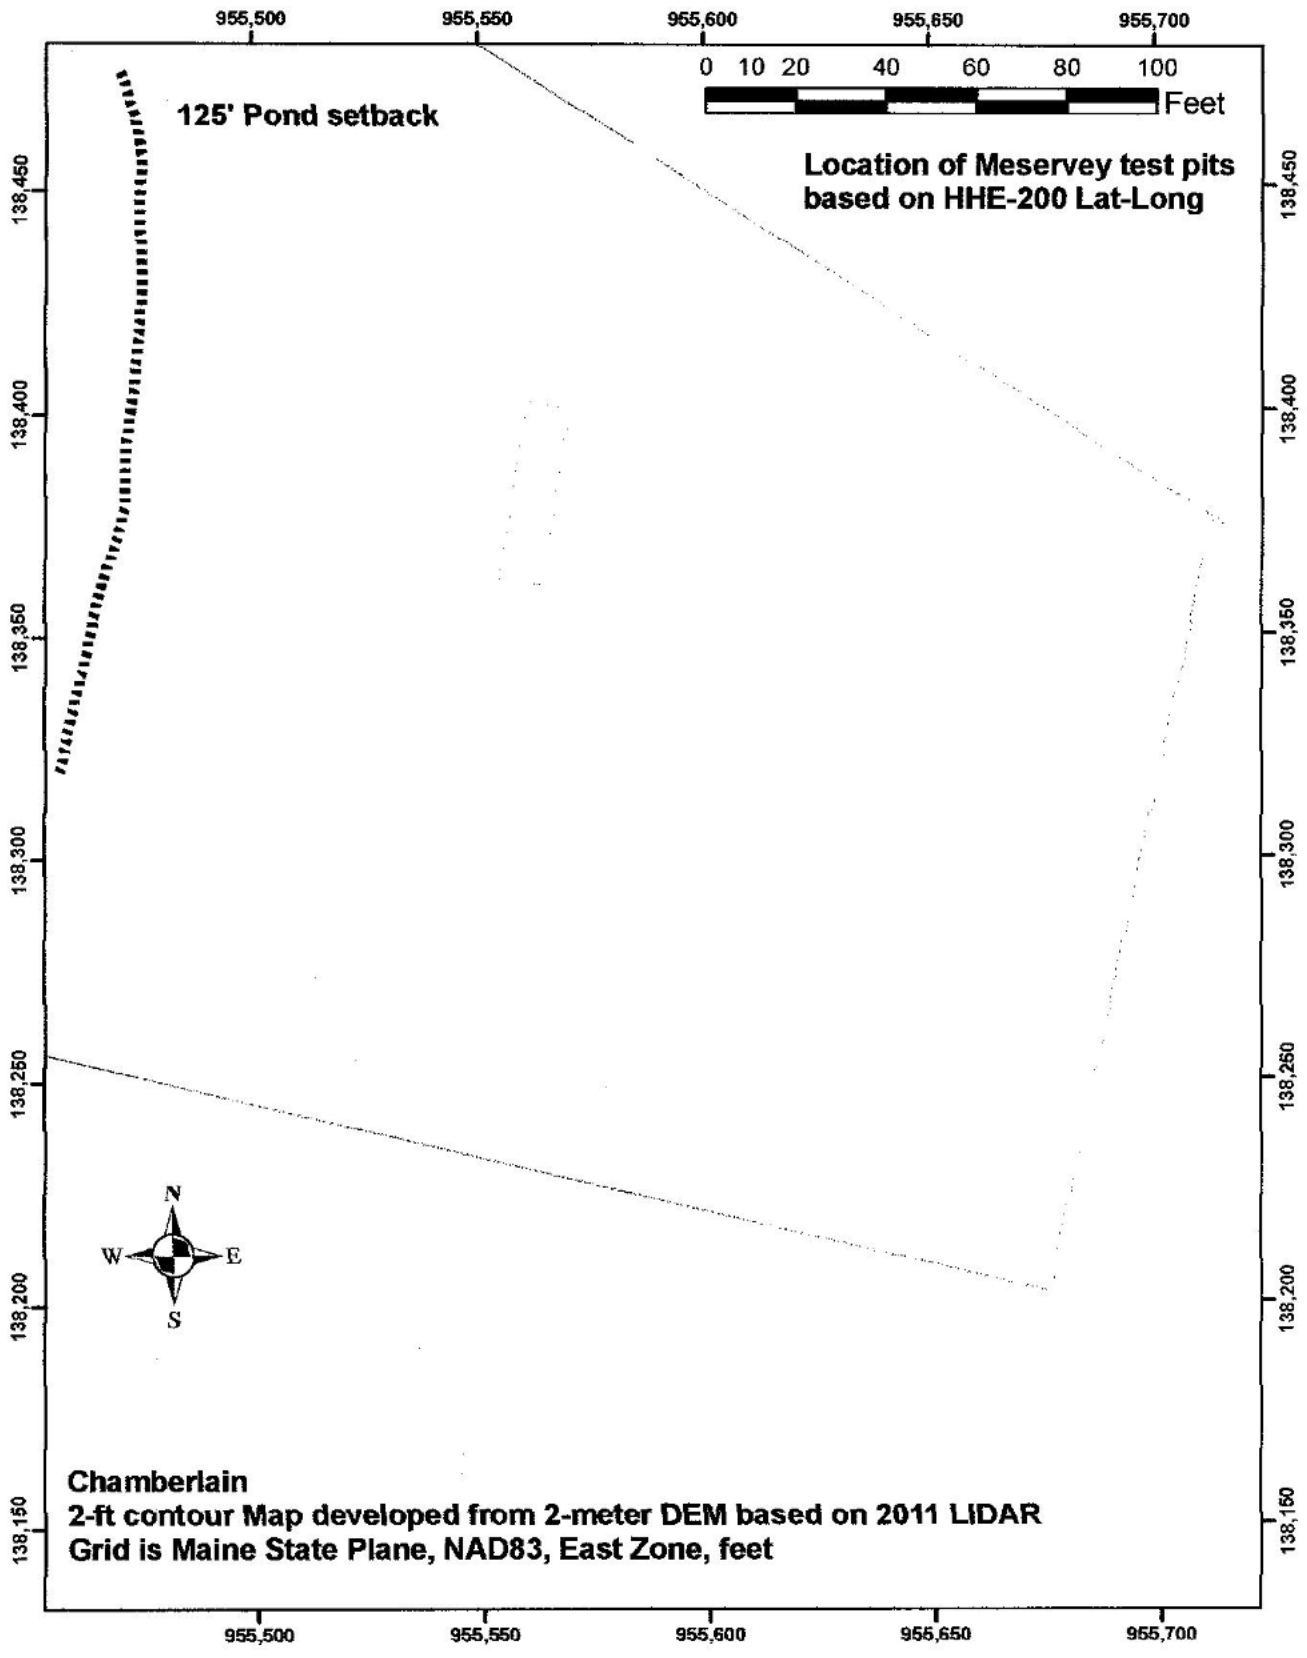 955,500 955,550 955,600 955,650 955,700
0 10 20 40 60 80 100
Feet
125' Pond setback
Location of Meservey test pits
based on HHE-200 Lat-Long
138,450
138,400
138,350
138,300
138,250
138,200
138,150
138,450
138,400
138,350
138,300
138,250
138,200
138,150
N
W E
S
Chamberlain
2-ft contour Map developed from 2-meter DEM based on 2011 LIDAR
Grid is Maine State Plane, NAD83, East Zone, feet
955,500 955,550 955,600 955,650 955,700